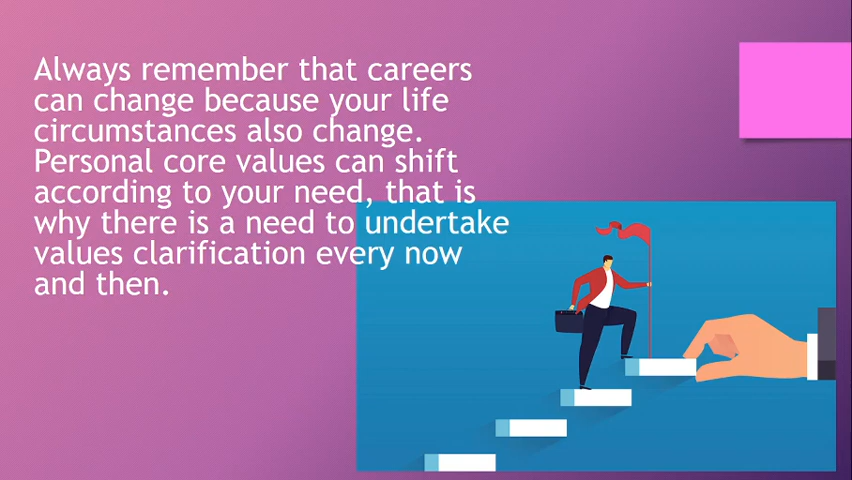 Always remember that careers
can change because your life
circumstances also change.
Personal core values can shift
according to your need, that is
why there is a need to undertake
values clarification every now
and then.